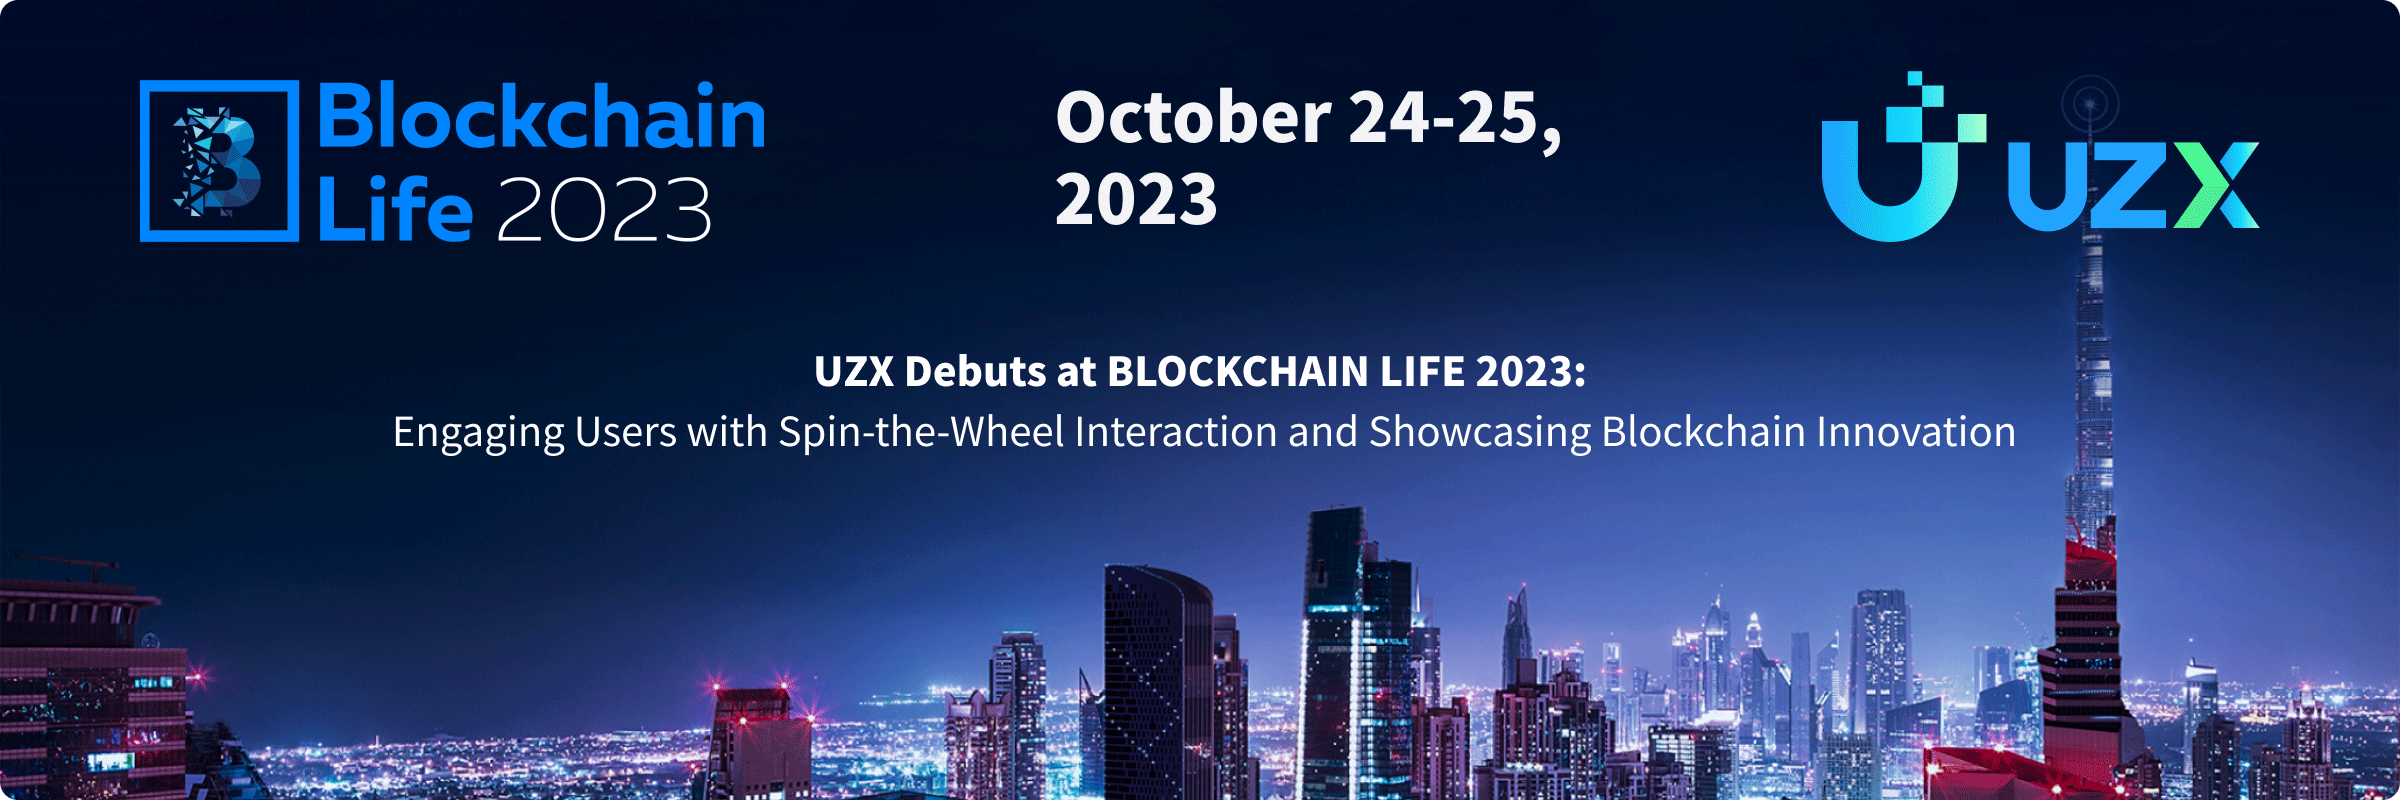 Blockchain
Life 2023
October 24-25,
2023
UZX
UZX Debuts at BLOCKCHAIN LIFE 2023:
Engaging Users with Spin-the-Wheel Interaction and Showcasing Blockchain Innovation